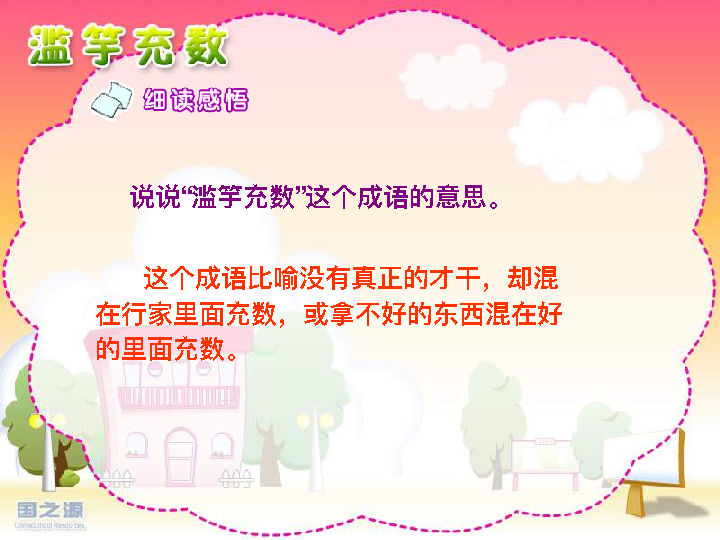 滥竽充数
细读感悟
说说“滥竽充数”这个成语的意思。
这个成语比喻没有真正的才干，却混
在行家里面充数，或拿不好的东西混在好
的里面充数。
国之源